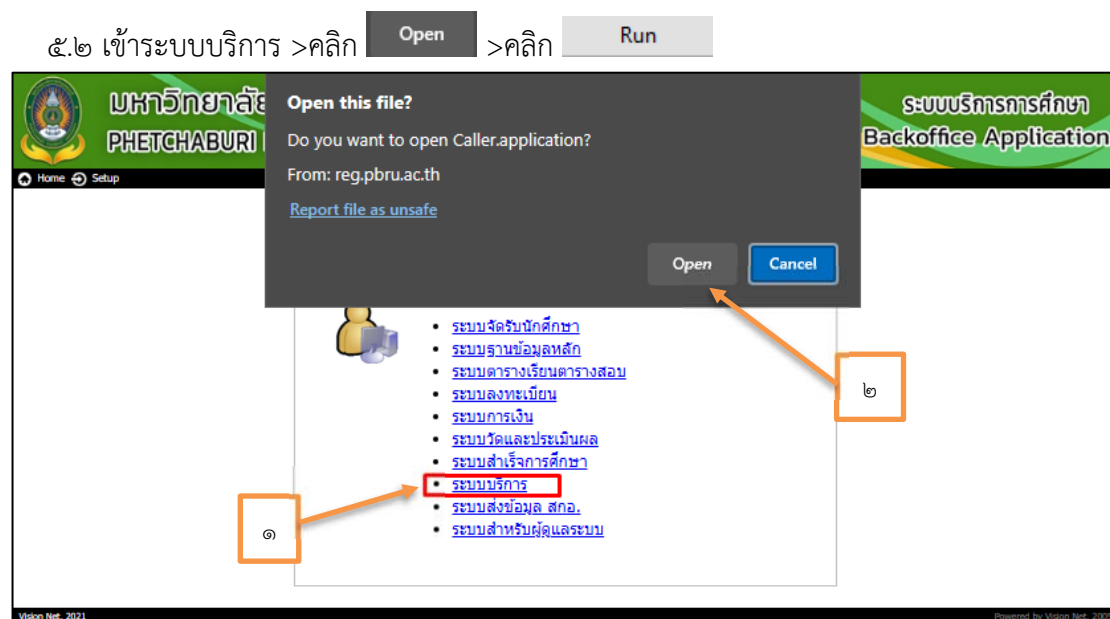 ๕.๒ เข้าระบบบริการ >คลิก Open >คลิก Run
มหาวิทยาลัย
PHETCHABURI
ระบบบริการการศึกษา
Backoffice Application
Home Setup
Open this file?
Do you want to open Caller.application?
From: reg.pbru.ac.th
Report file as unsafe
Open Cancel
ระบบจัดรับนักศึกษา
ระบบฐานข้อมูลหลัก
ระบบตารางเรียนตารางสอบ
ระบบลงทะเบียน
ระบบการเงิน
ระบบวัดและประเมินผล
ระบบสำเร็จการศึกษา
ระบบบริการ
ระบบส่งข้อมูล สกอ.
ระบบสำหรับผู้ดูแลระบบ
๒
๑
Vision Net, 2021
Powered by Vision Net, 2005